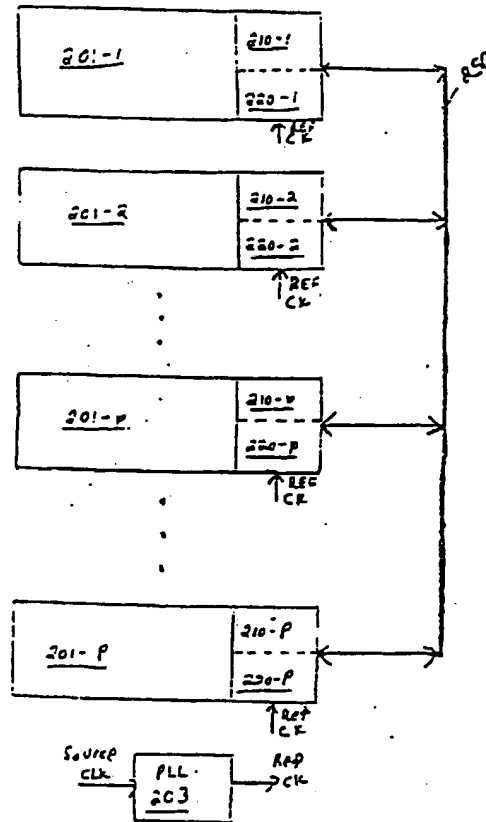 201-1
210-1
220-1
REF
CK
201-2
210-2
220-2
REF
CK
201-p
210-p
220-p
REF
CK
201-P
210-P
220-P
Ref
CK
Source
CLK
PLL
203
Ref
CK